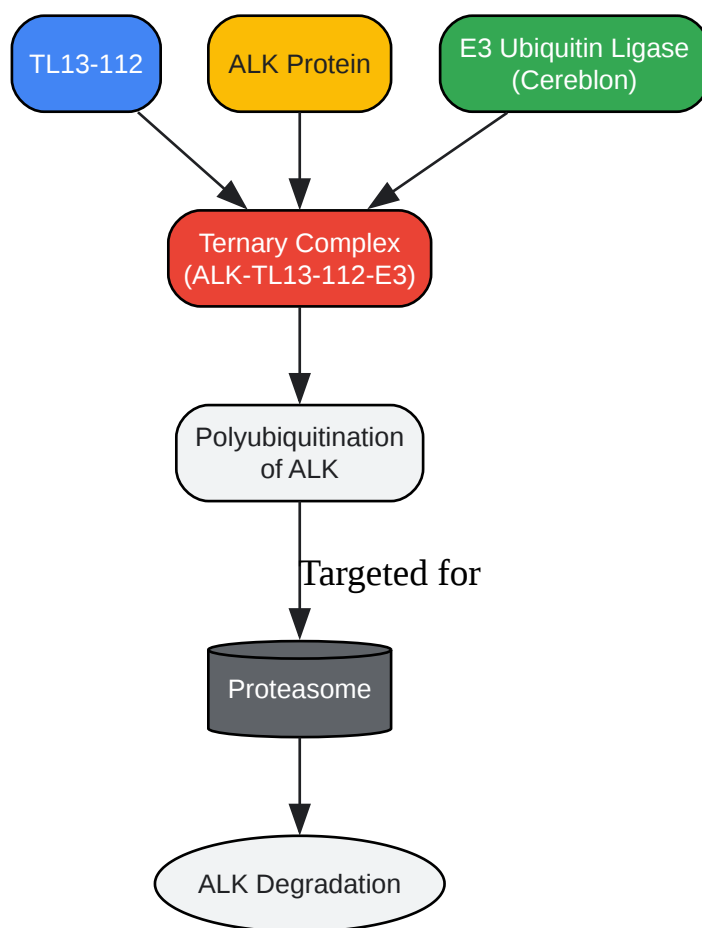 TL13-112
ALK Protein
E3 Ubiquitin Ligase
(Cereblon)
Ternary Complex
(ALK-TL13-112-E3)
Polyubiquitination
of ALK
Targeted for
Proteasome
ALK Degradation